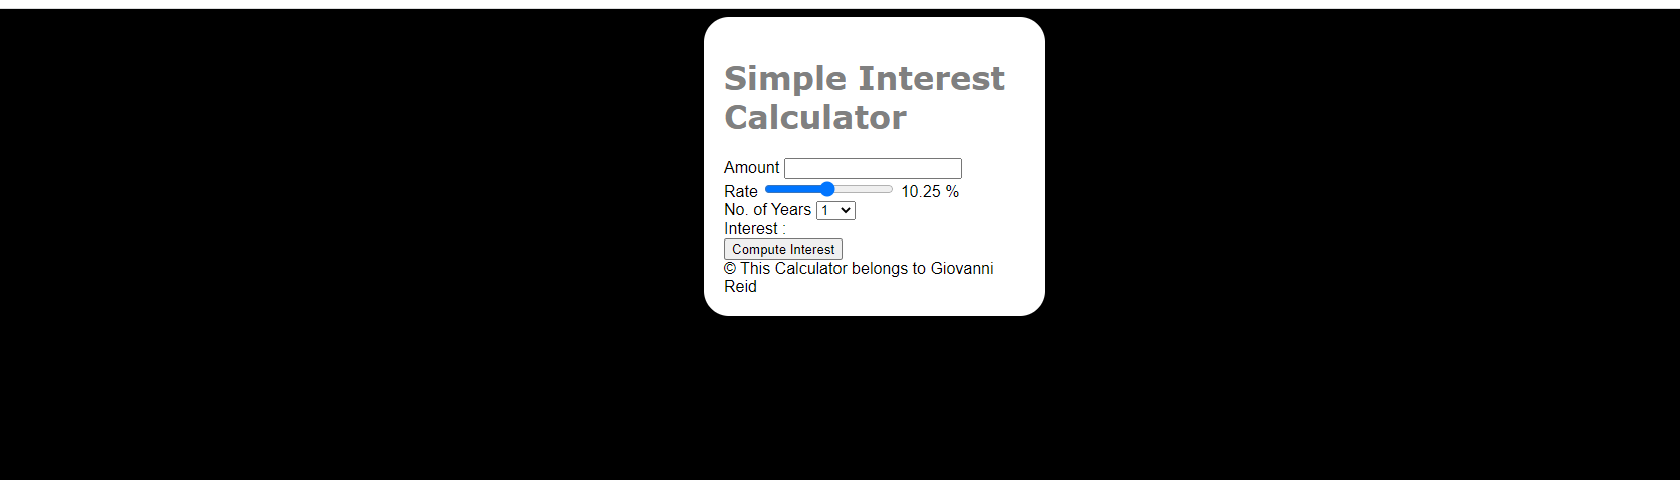 Simple Interest
Calculator
Amount
Rate 10.25 %
No. of Years 1
Interest :
Compute Interest
© This Calculator belongs to Giovanni
Reid